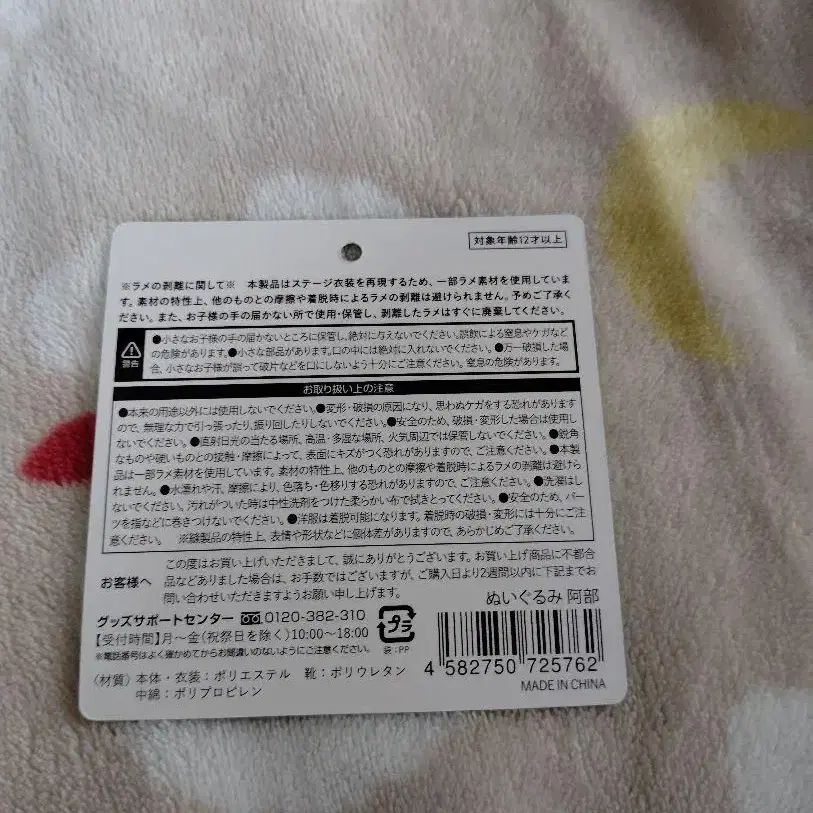 対象年齢12才以上
※ラメの剥離に関して※　本製品はステージ衣装を再現するため、一部ラメ素材を使用していま
す。素材の特性上、他のものとの摩擦や着脱時によるラメの剥離は避けられません。予めご了承く
ださい。また、お子様の手の届かない所で使用・保管し、剥離したラメはすぐに廃棄してください。
警告
●小さなお子様の手の届かないところに保管し、絶対に与えないでください。誤飲による窒息やケガなど
の危険があります。●小さな部品があります。口の中には絶対に入れないでください。●万一破損した場
合、小さなお子様が誤って破片などを口にしないよう十分にご注意ください。窒息の危険があります。
お取り扱い上の注意
●本来の用途以外には使用しないでください。●変形・破損の原因になり、思わぬケガをする恐れがあります
ので、無理な力で引っ張ったり、振り回したりしないでください。●安全のため、破損・変形した場合は使用し
ないでください。●直射日光の当たる場所、高温・多湿な場所、火気周辺では保管しないでください。●鋭角
なものや硬いものとの接触・摩擦によって、表面にキズがつく恐れがありますので、ご注意ください。●本製
品は一部ラメ素材を使用しています。素材の特性上、他のものとの摩擦や着脱時によるラメの剥離は避けら
れません。●水濡れや汗、摩擦により、色落ち・色移りする恐れがありますので、ご注意ください。●洗濯はし
ないでください。汚れがついた時は中性洗剤をつけた柔らかい布で拭きとってください。●安全のため、パー
ツを指などに巻きつけないでください。●洋服は着脱可能になります。着脱時の破損・変形には十分にご注
意ください。　※縫製品の特性上、表情や形状などに個体差がありますので、あらかじめご了承ください。
お客様へ
この度はお買い上げいただきまして、誠にありがとうございます。お買い上げ商品に不都合
品などありました場合は、お手数ではございますが、ご購入日より2週間以内に下記までお
問い合わせいただきますようお願い申し上げます。
グッズサポートセンター 0120-382-310
【受付時間】月～金（祝祭日を除く）10:00～18:00
※電話番号はよく確かめてからお間違いのないようにご注意ください。
プラ
袋：PP
〈材質〉本体・衣装：ポリエステル　靴：ポリウレタン
中綿：ポリプロピレン
ぬいぐるみ 阿部
4 582750 725762
MADE IN CHINA